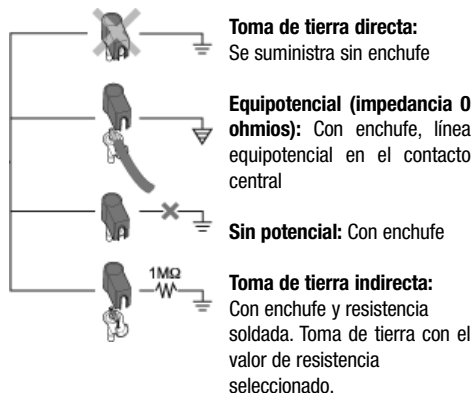 Toma de tierra directa:
Se suministra sin enchufe
Equipotencial (impedancia 0
ohmios): Con enchufe, línea
equipotencial en el contacto
central
Sin potencial: Con enchufe
1MΩ
Toma de tierra indirecta:
Con enchufe y resistencia
soldada. Toma de tierra con el
valor de resistencia
seleccionado.